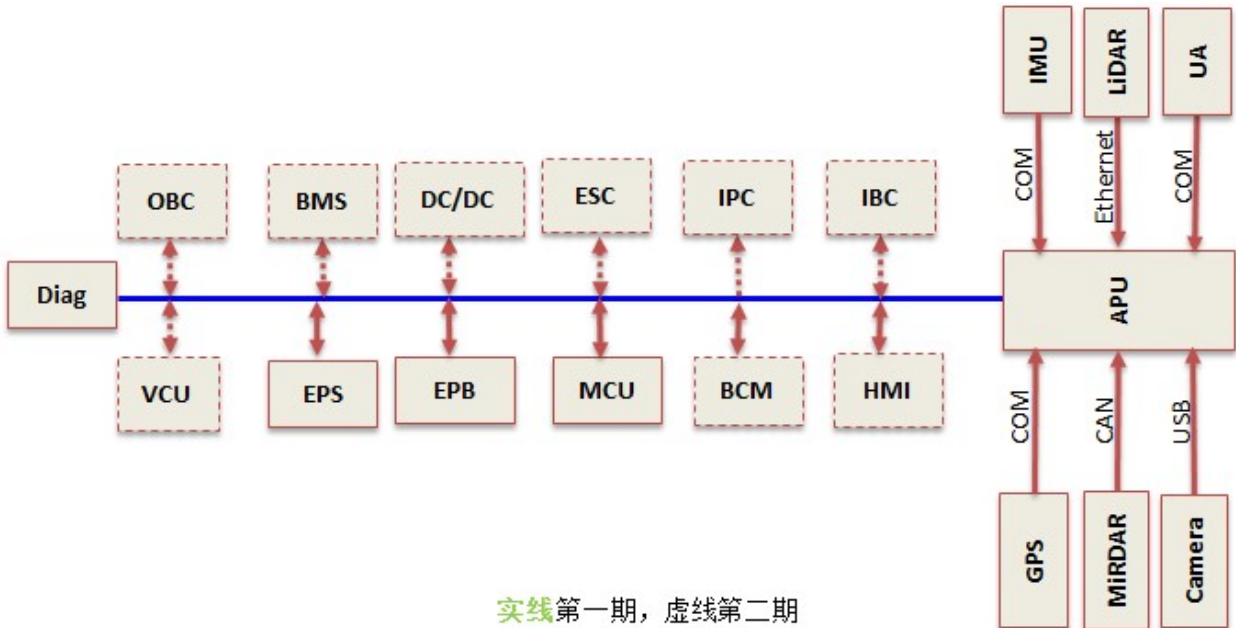 IMU
LiDAR
UA
COM
Ethernet
COM
OBC
BMS
DC/DC
ESC
IPC
IBC
Diag
APU
VCU
EPS
EPB
MCU
BCM
HMI
COM
CAN
USB
GPS
MiRDAR
Camera
实线第一期，虚线第二期